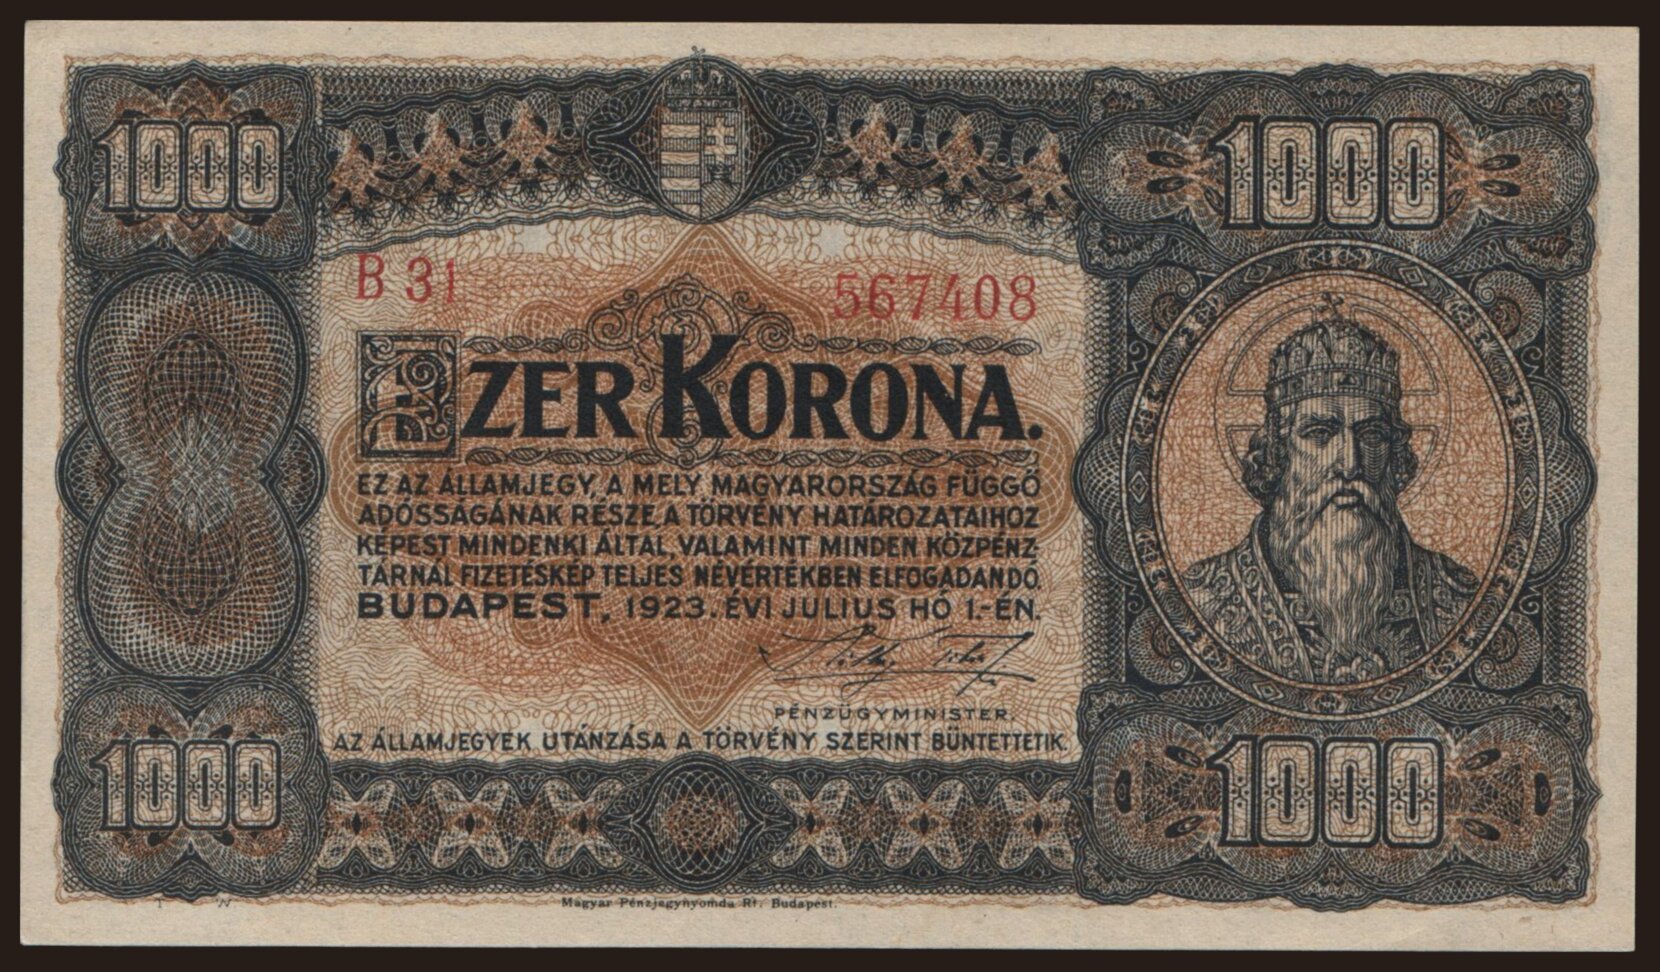 1000
1000
B 31
567408
EZER KORONA.
EZ AZ ÁLLAMJEGY, A MELY MAGYARORSZÁG FÜGGŐ
ADÓSSÁGÁNAK RÉSZE, A TÖRVÉNY HATÁROZATAIHOZ
KÉPEST MINDENKI ÁLTAL, VALAMINT MINDEN KÖZPÉNZ-
TÁRNÁL FIZETÉSKÉP TELJES NÉVÉRTÉKBEN ELFOGADANDÓ.
BUDAPEST, 1923. ÉVI JULIUS HÓ 1.-ÉN.
PÉNZÜGYMINISTER.
AZ ÁLLAMJEGYEK UTÁNZÁSA A TÖRVÉNY SZERINT BÜNTETTETIK.
1000
1000
Magyar Pénzjegynyomda Rt. Budapest.